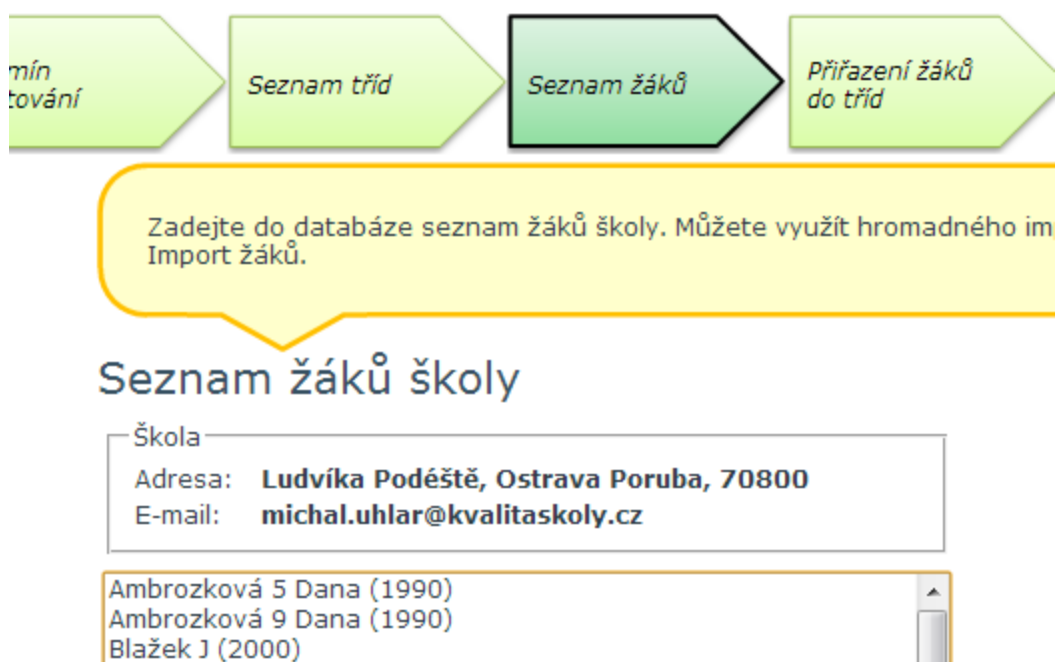 mín
tování
Seznam tříd
Seznam žáků
Přiřazení žáků
do tříd
Zadejte do databáze seznam žáků školy. Můžete využít hromadného im
Import žáků.
Seznam žáků školy
Škola
Adresa: Ludvíka Podéště, Ostrava Poruba, 70800
E-mail: michal.uhlar@kvalitaskoly.cz
Ambrozková 5 Dana (1990)
Ambrozková 9 Dana (1990)
Blažek J (2000)